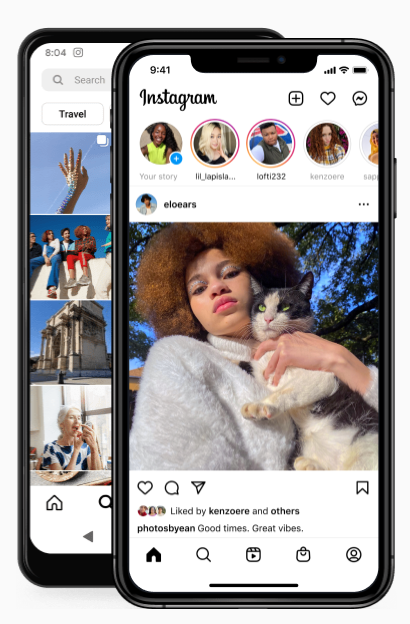 8:04
Search
Travel
9:41
Instagram
Your story
lil_lapisla...
lofti232
kenzoere
sapp
eloears
Liked by kenzoere and others
photosbyean Good times. Great vibes.